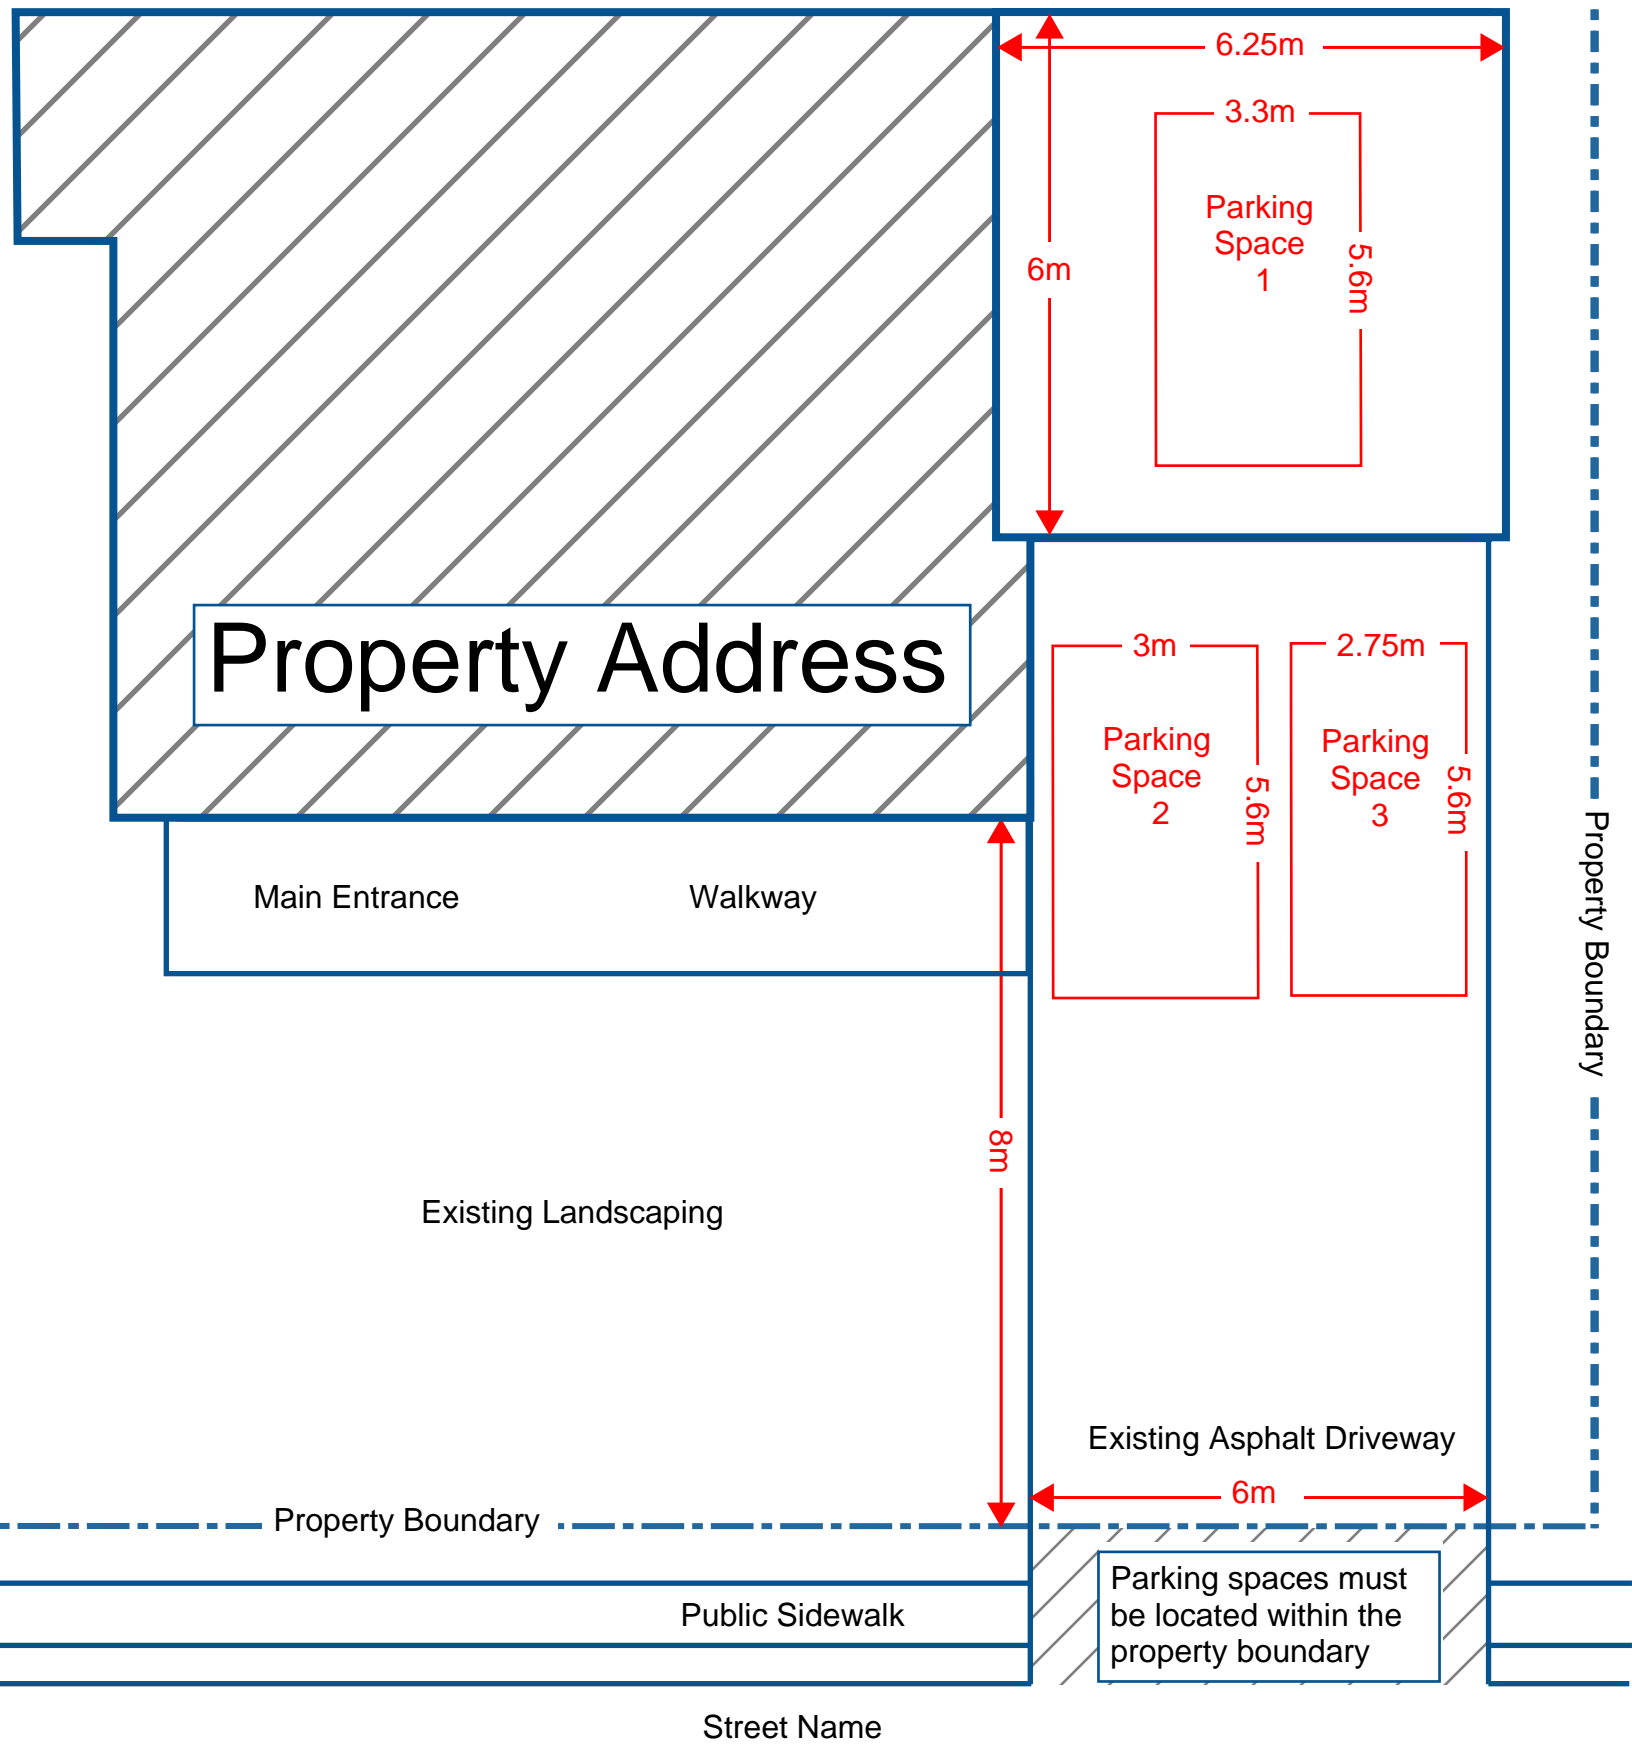 6.25m
3.3m
Parking
Space
1
5.6m
6m
Property Address
3m
Parking
Space
2
5.6m
2.75m
Parking
Space
3
5.6m
Property Boundary
Main Entrance
Walkway
8m
Existing Landscaping
Existing Asphalt Driveway
6m
Property Boundary
Parking spaces must
be located within the
property boundary
Public Sidewalk
Street Name